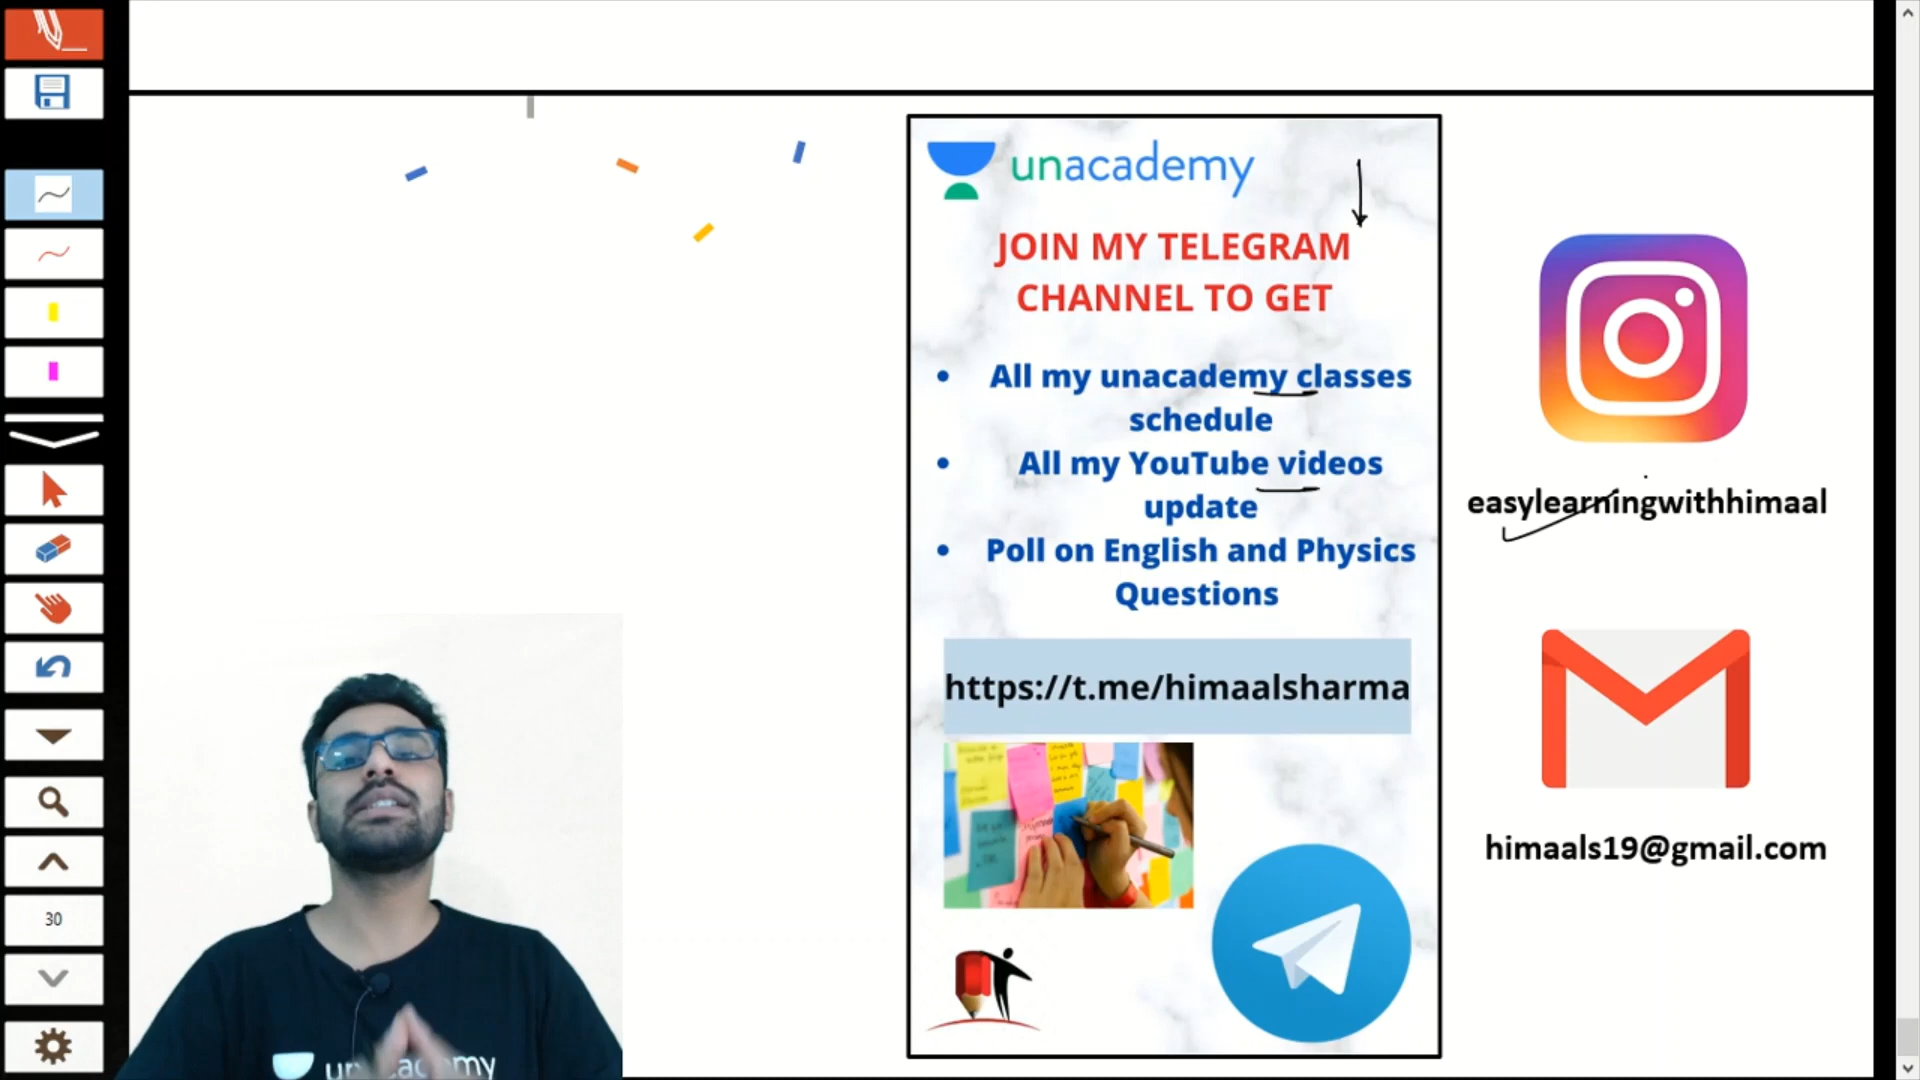 unacademy
JOIN MY TELEGRAM
CHANNEL TO GET
• All my unacademy classes
schedule
• All my YouTube videos
update
• Poll on English and Physics
Questions
https://t.me/himaalsharma
easylearningwithhimaal
himaals19@gmail.com
30